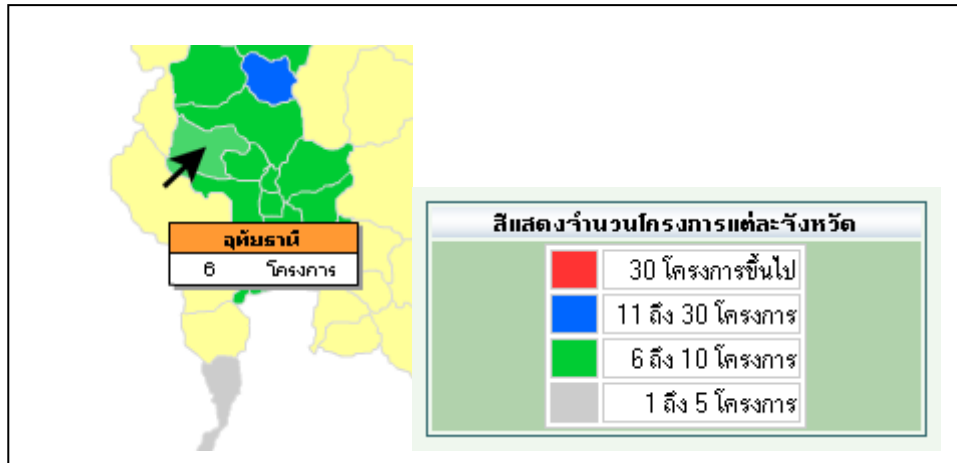 อุทัยธานี
6 โครงการ
สีแสดงจำนวนโครงการแต่ละจังหวัด
30 โครงการขึ้นไป
11 ถึง 30 โครงการ
6 ถึง 10 โครงการ
1 ถึง 5 โครงการ